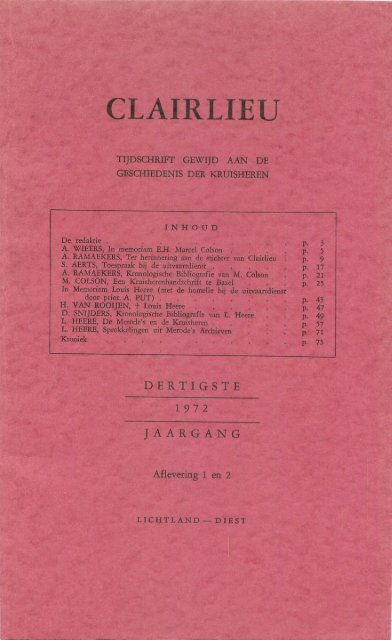 CLAIRLIEU
TIJDSCHRIFT GEWIJD AAN DE
GESCHIEDENIS DER KRUISHEREN
INHOUD
De redaktie . p. 3
A. WIEERS, In memoriam E.H. Marcel Colson . p. 5
A. RAMAEKERS, Ter herinnering aan de stichter van Clairlieu . p. 9
S. AERTS, Toespraak bij de uitvaartdienst . p. 17
A. RAMAEKERS, Kronologische Bibliografie van M. Colson . p. 21
M. COLSON, Een Kruisherenhandschrift te Bazel . p. 25
In Memoriam Louis Heere (met de homelie bij de uitvaartdienst
door prior A. PUT) p. 45
H. VAN ROOIJEN, † Louis Heere . p. 47
D. SNIJDERS, Kronologische Bibliografie van L. Heere . p. 49
L. HEERE, De Merode's en de Kruisheren . p. 57
L. HEERE, Sprokkelingen uit Merode's Archieven . p. 71
Kroniek . p. 75
DERTIGSTE
1972
JAARGANG
Aflevering 1 en 2
LICHTLAND — DIEST